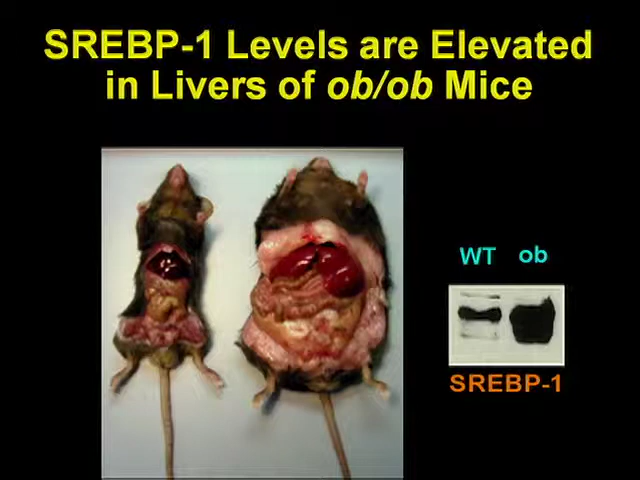 SREBP-1 Levels are Elevated
in Livers of ob/ob Mice
WT ob
SREBP-1